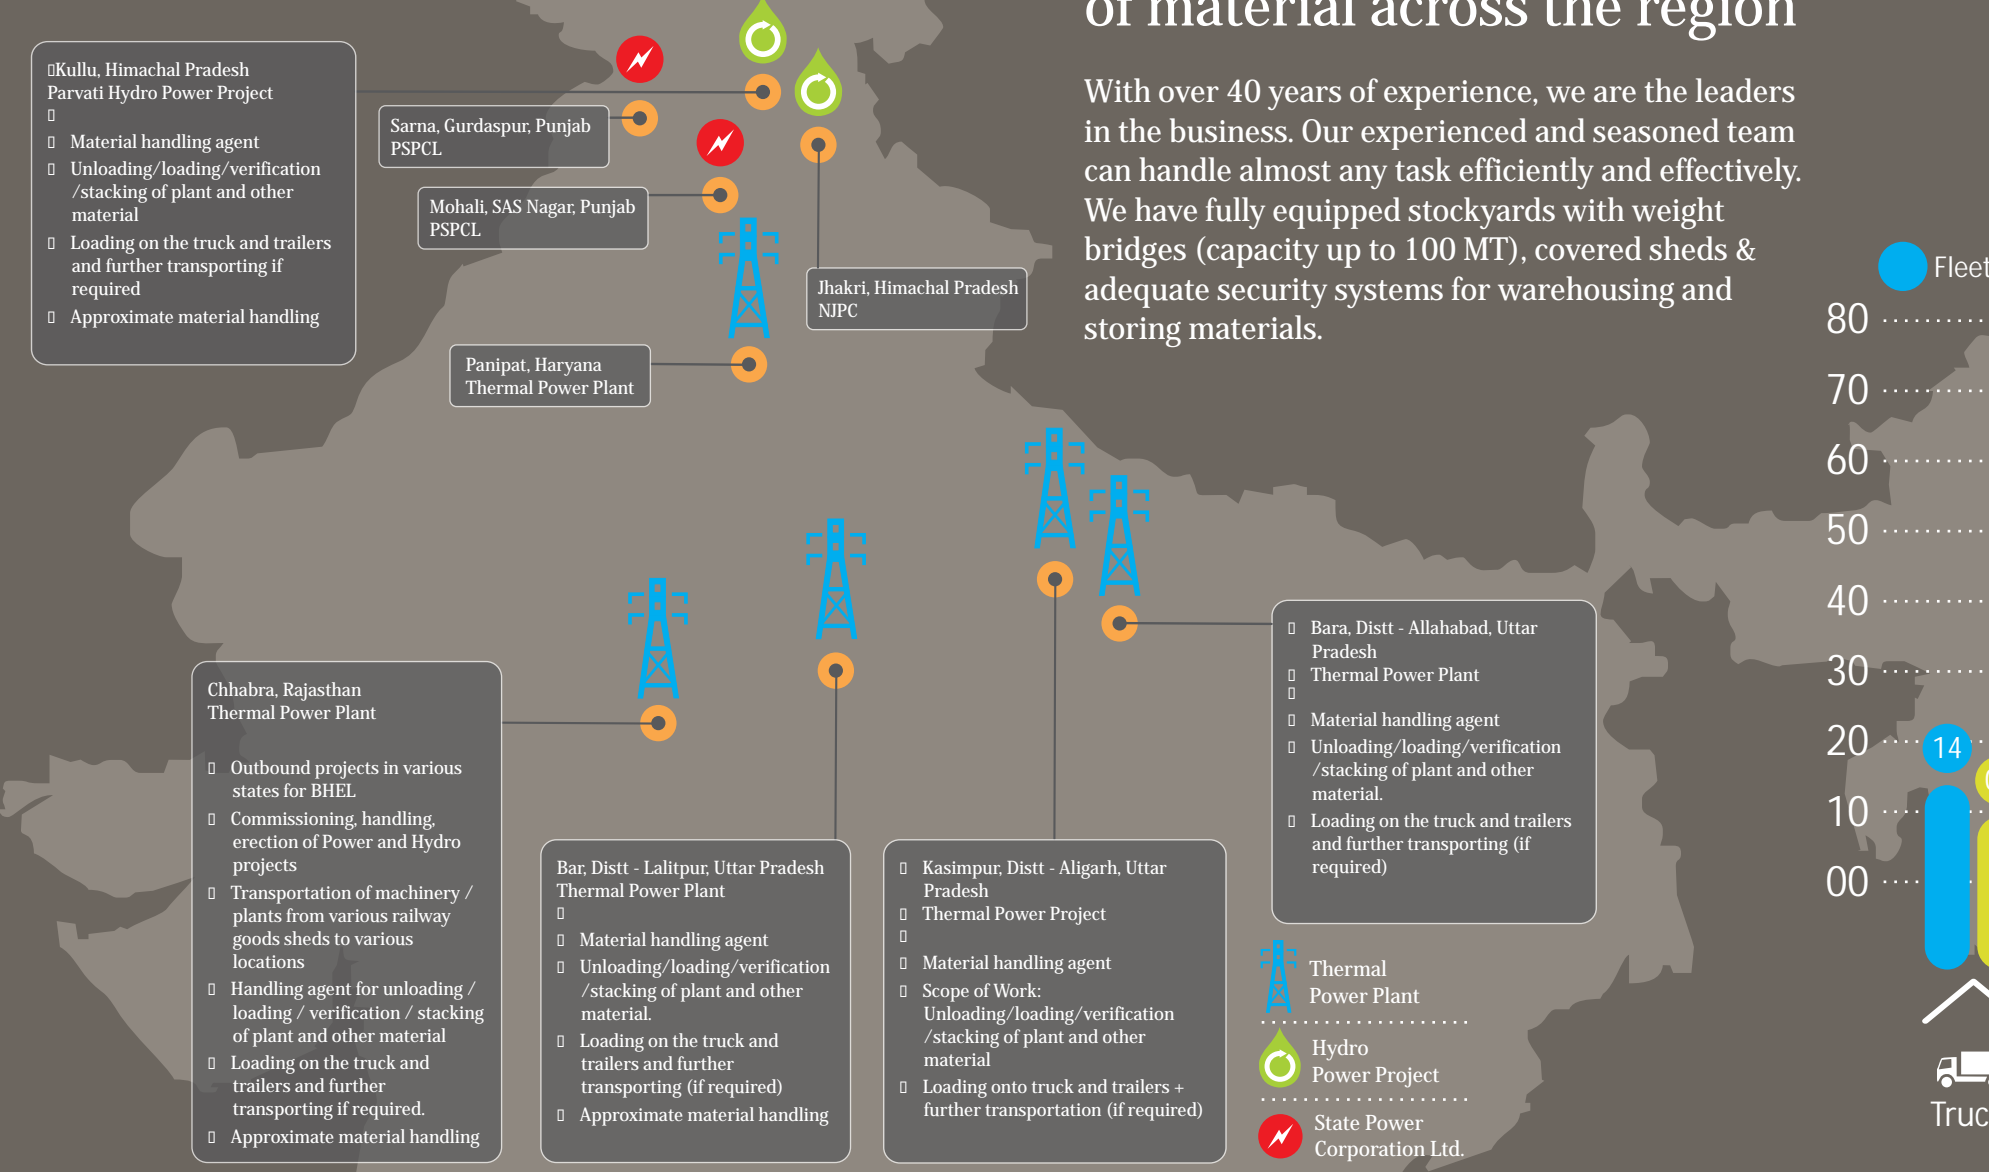 of material across the region
With over 40 years of experience, we are the leaders
in the business. Our experienced and seasoned team
can handle almost any task efficiently and effectively.
We have fully equipped stockyards with weight
bridges (capacity up to 100 MT), covered sheds &
adequate security systems for warehousing and
storing materials.
Kullu, Himachal Pradesh
Parvati Hydro Power Project
Material handling agent
Unloading/loading/verification
/stacking of plant and other
material
Loading on the truck and trailers
and further transporting if
required
Approximate material handling
Sarna, Gurdaspur, Punjab
PSPCL
Mohali, SAS Nagar, Punjab
PSPCL
Jhakri, Himachal Pradesh
NJPC
Panipat, Haryana
Thermal Power Plant
Chhabra, Rajasthan
Thermal Power Plant
Outbound projects in various
states for BHEL
Commissioning, handling,
erection of Power and Hydro
projects
Transportation of machinery /
plants from various railway
goods sheds to various
locations
Handling agent for unloading /
loading / verification / stacking
of plant and other material
Loading on the truck and
trailers and further
transporting if required.
Approximate material handling
Bar, Distt - Lalitpur, Uttar Pradesh
Thermal Power Plant
Material handling agent
Unloading/loading/verification
/stacking of plant and other
material.
Loading on the truck and
trailers and further
transporting (if required)
Approximate material handling
Kasimpur, Distt - Aligarh, Uttar
Pradesh
Thermal Power Project
Material handling agent
Scope of Work:
Unloading/loading/verification
/stacking of plant and other
material
Loading onto truck and trailers +
further transportation (if required)
Bara, Distt - Allahabad, Uttar
Pradesh
Thermal Power Plant
Material handling agent
Unloading/loading/verification
/stacking of plant and other
material.
Loading on the truck and trailers
and further transporting (if
required)
Thermal
Power Plant
Hydro
Power Project
State Power
Corporation Ltd.
Fleet
80
70
60
50
40
30
20
10
00
14
Truc